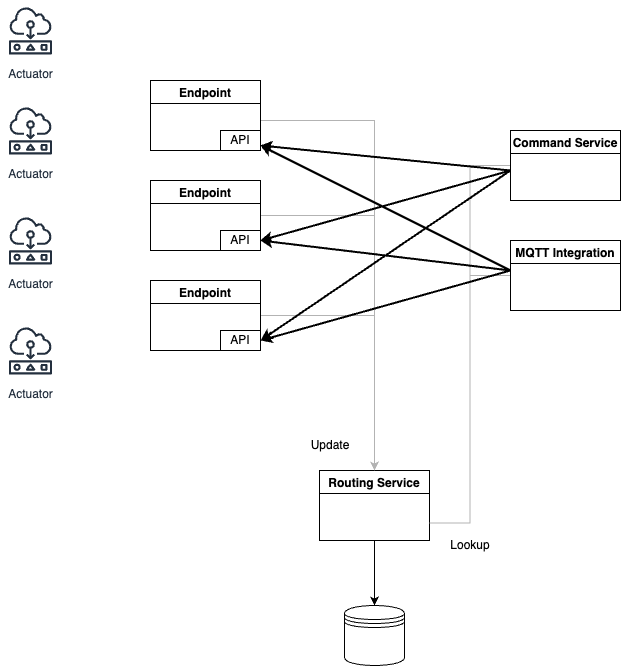 Actuator
Actuator
Actuator
Actuator
Endpoint
API
Endpoint
API
Endpoint
API
Command Service
MQTT Integration
Update
Routing Service
Lookup